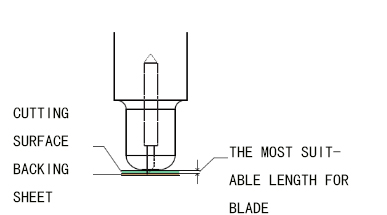 CUTTING
SURFACE
BACKING
SHEET
THE MOST SUIT-
ABLE LENGTH FOR
BLADE